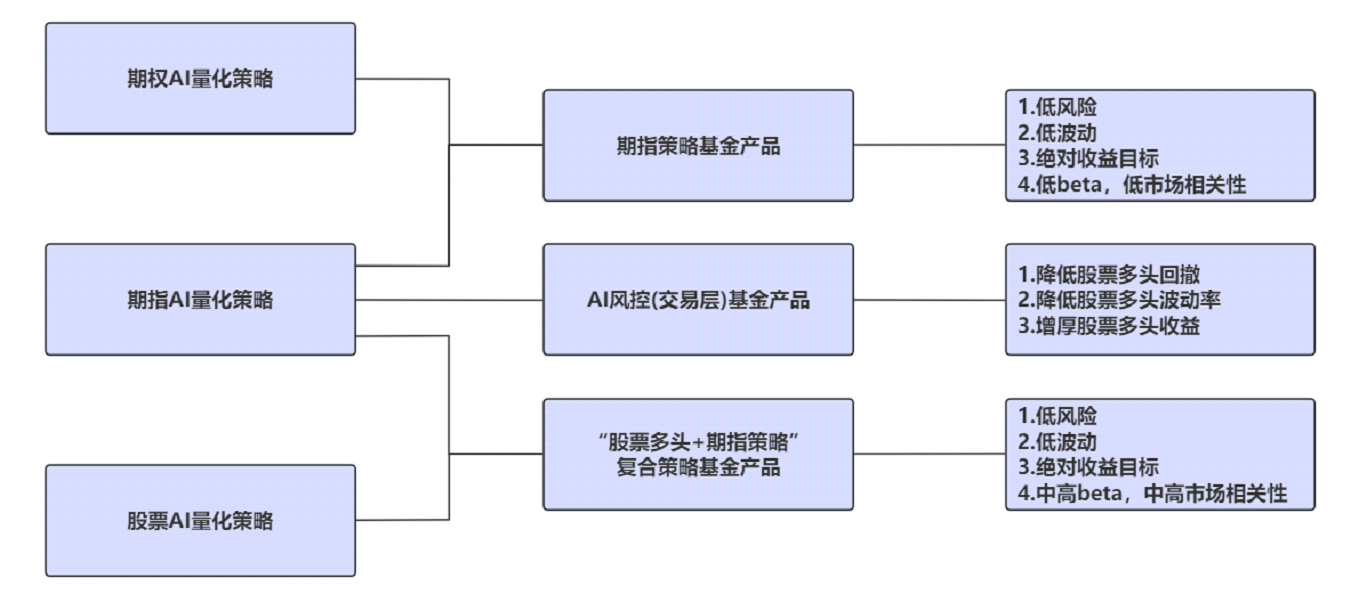 期权AI量化策略
期指策略基金产品
1.低风险
2.低波动
3.绝对收益目标
4.低beta，低市场相关性
期指AI量化策略
AI风控(交易层)基金产品
1.降低股票多头回撤
2.降低股票多头波动率
3.增厚股票多头收益
“股票多头+期指策略”
复合策略基金产品
1.低风险
2.低波动
3.绝对收益目标
4.中高beta，中高市场相关性
股票AI量化策略